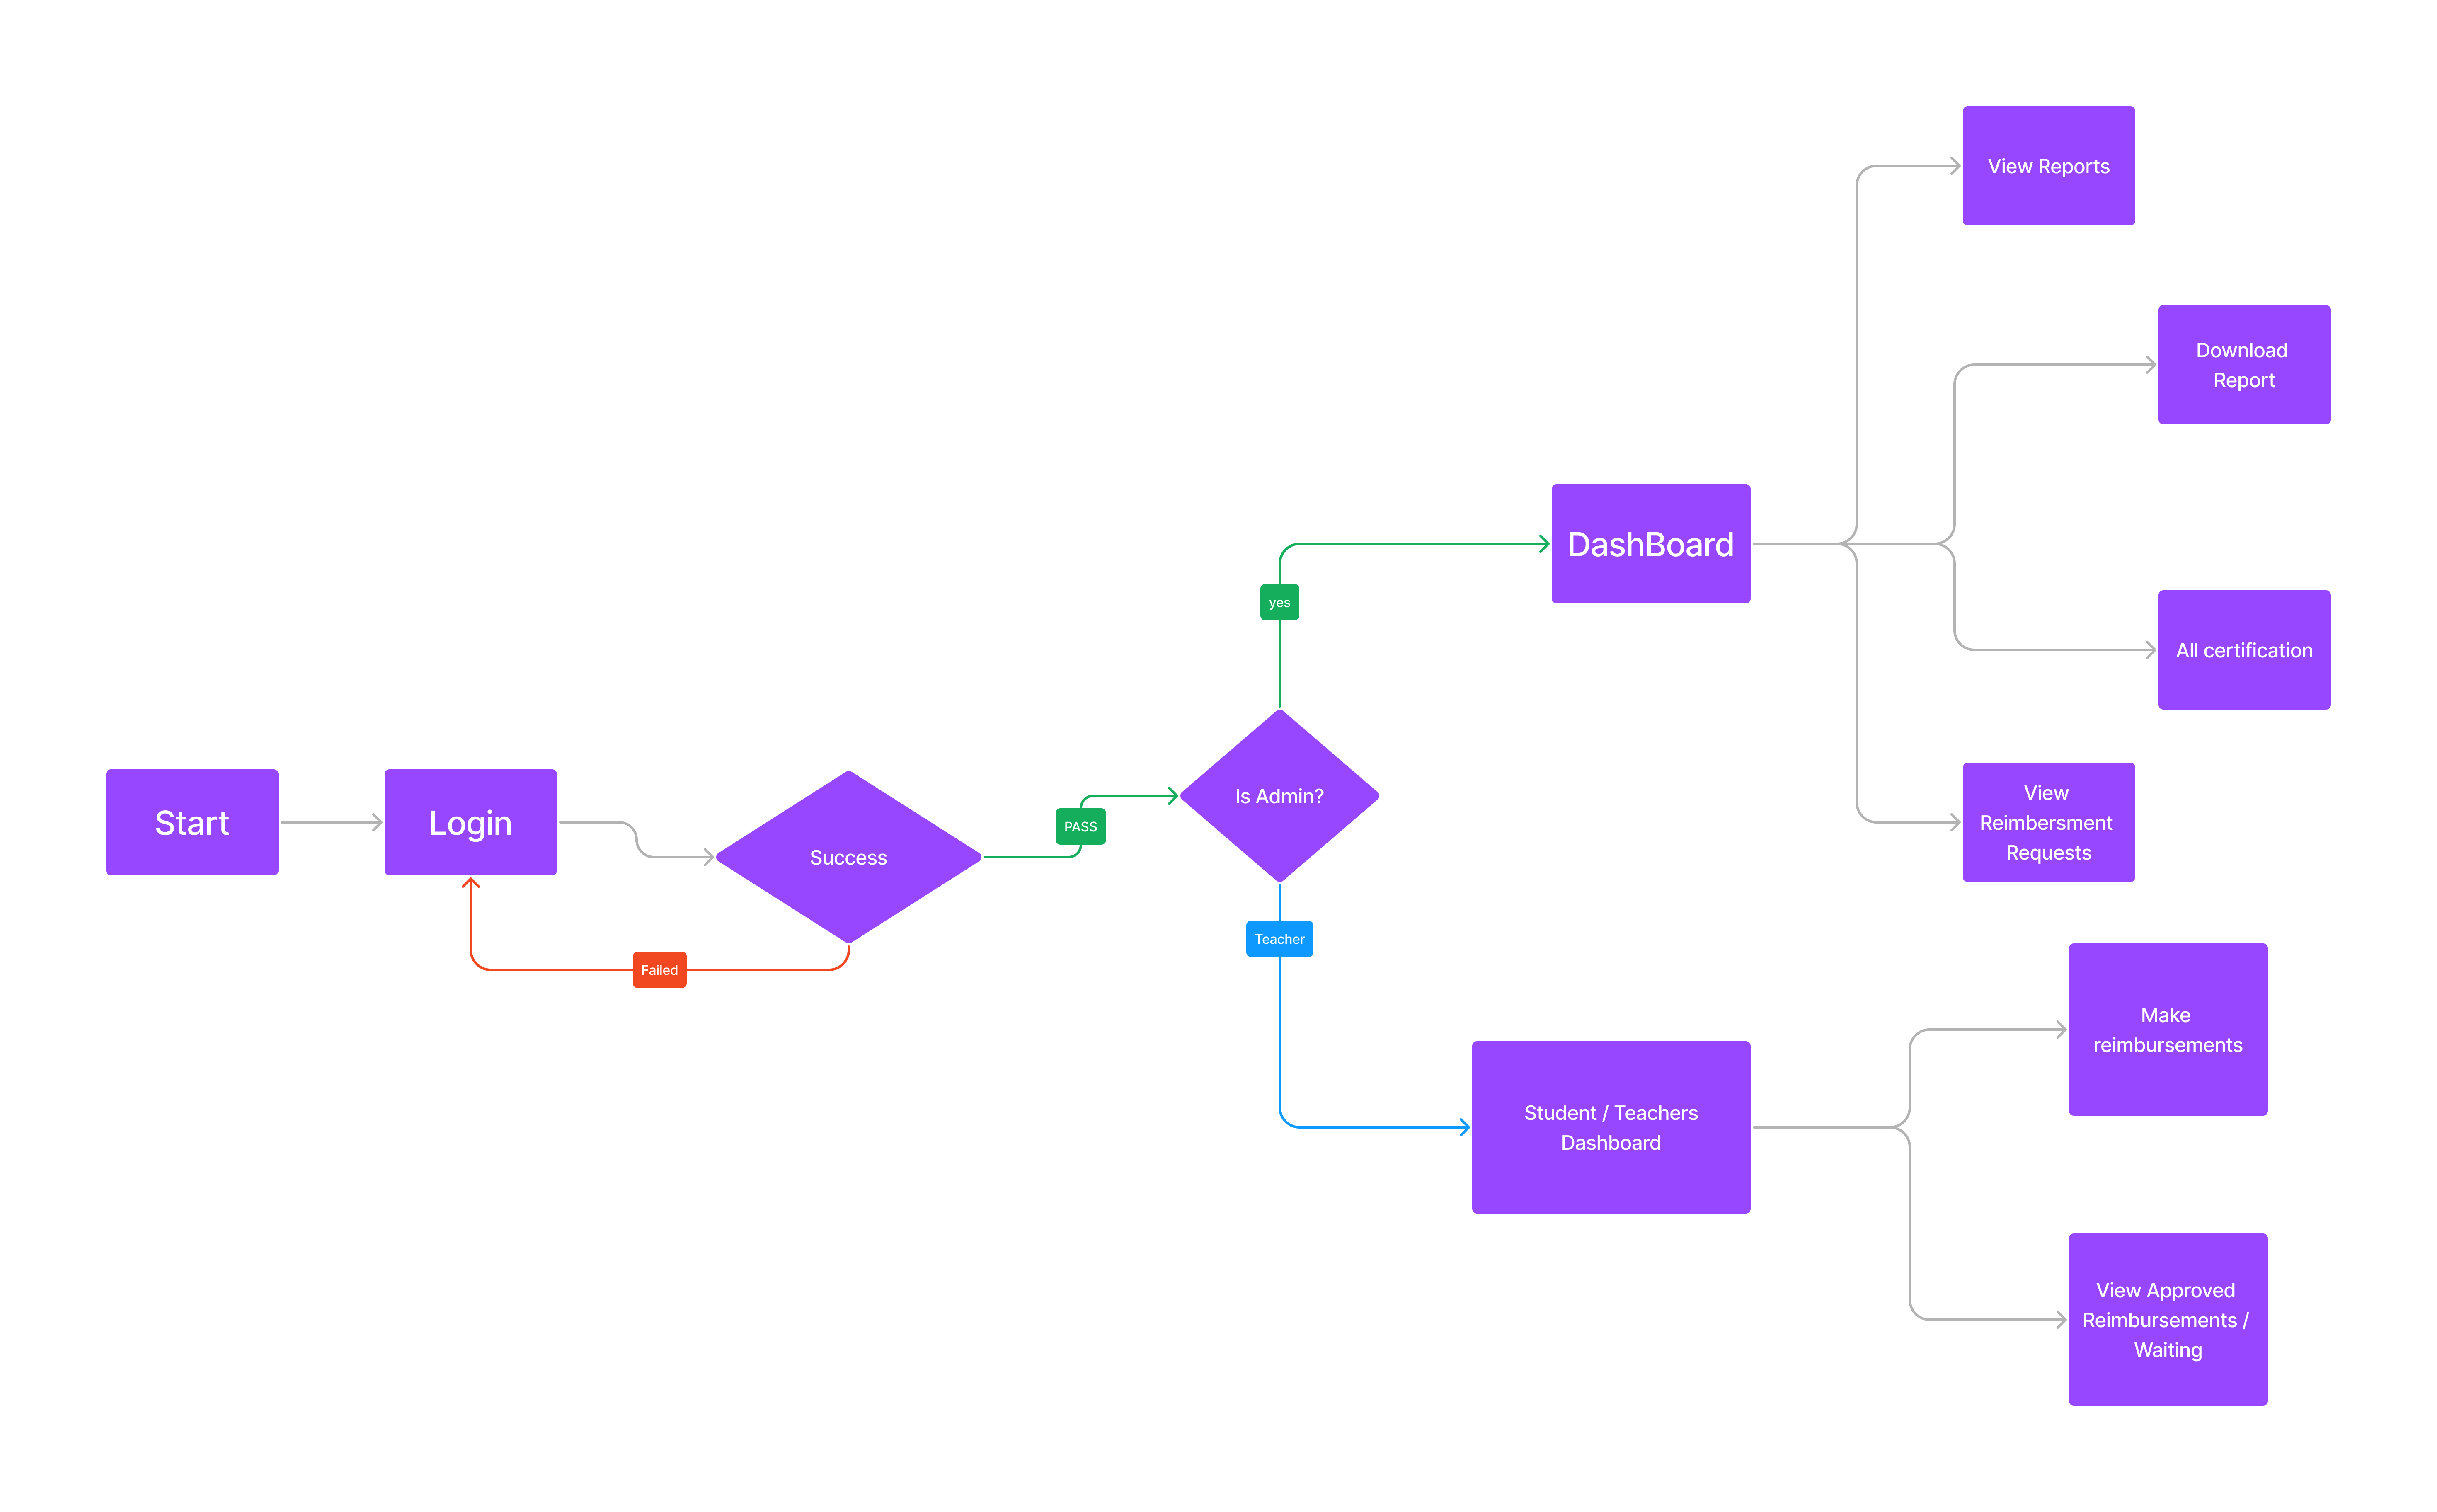 Start
Login
Success
Failed
PASS
Is Admin?
yes
Teacher
DashBoard
View Reports
Download
Report
All certification
View
Reimbersment
Requests
Student / Teachers
Dashboard
Make
reimbursements
View Approved
Reimbursements /
Waiting